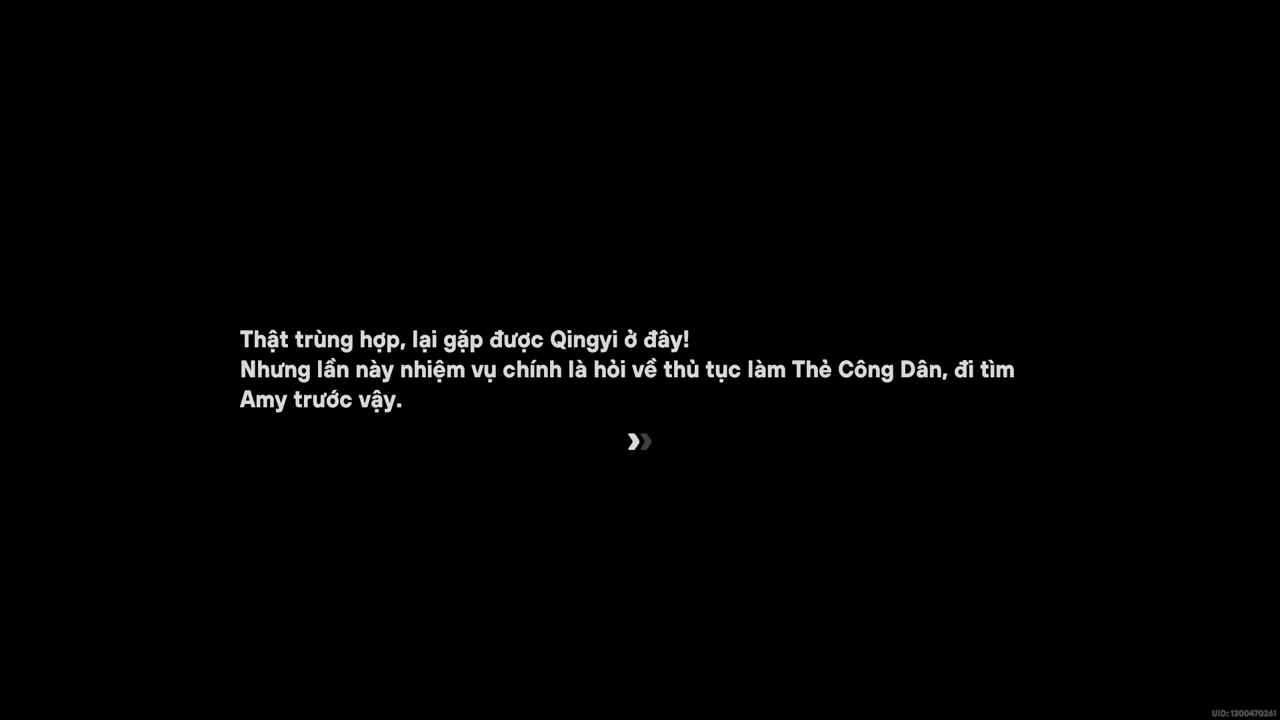 Thật trùng hợp, lại gặp được Qingyi ở đây!
Nhưng lần này nhiệm vụ chính là hỏi về thủ tục làm Thẻ Công Dân, đi tìm
Amy trước vậy.
UID: 1300470261